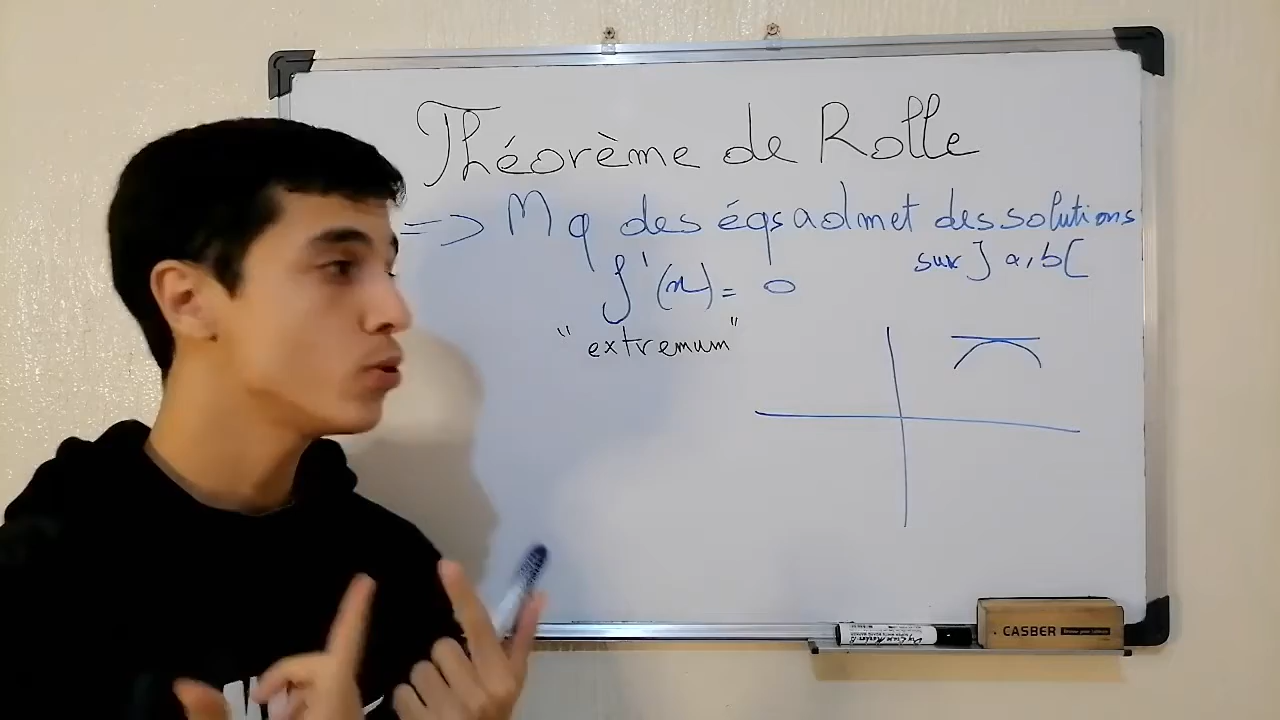 Théorème de Rolle
=> Mq des éqs admet des solutions
sur ]a,b[
f'(x) = 0
"extremum"
CASBER